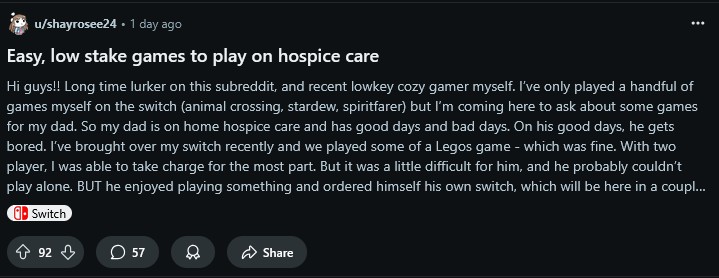 u/shayrosee24 • 1 day ago
Easy, low stake games to play on hospice care
Hi guys!! Long time lurker on this subreddit, and recent lowkey cozy gamer myself. I've only played a handful of
games myself on the switch (animal crossing, stardew, spiritfarer) but I'm coming here to ask about some games
for my dad. So my dad is on home hospice care and has good days and bad days. On his good days, he gets
bored. I've brought over my switch recently and we played some of a Legos game - which was fine. With two
player, I was able to take charge for the most part. But it was a little difficult for him, and he probably couldn't
play alone. BUT he enjoyed playing something and ordered himself his own switch, which will be here in a coupl...
Switch
92 57 Share